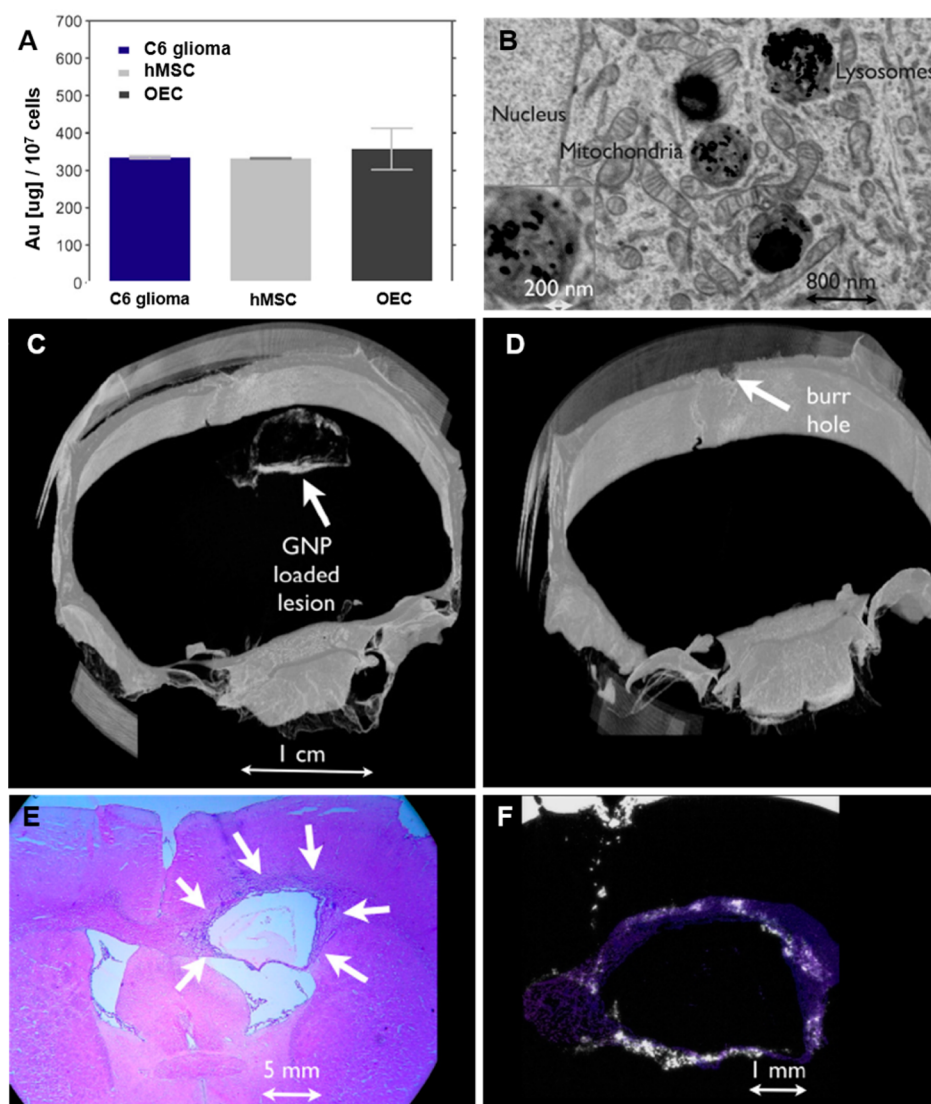 A
700
600
500
400
300
200
100
0
Au [ug] / 10⁷ cells
C6 glioma
hMSC
OEC
C6 glioma
hMSC
OEC
B
Lysosomes
Nucleus
Mitochondria
200 nm
800 nm
C
GNP
loaded
lesion
1 cm
D
burr
hole
E
5 mm
F
1 mm